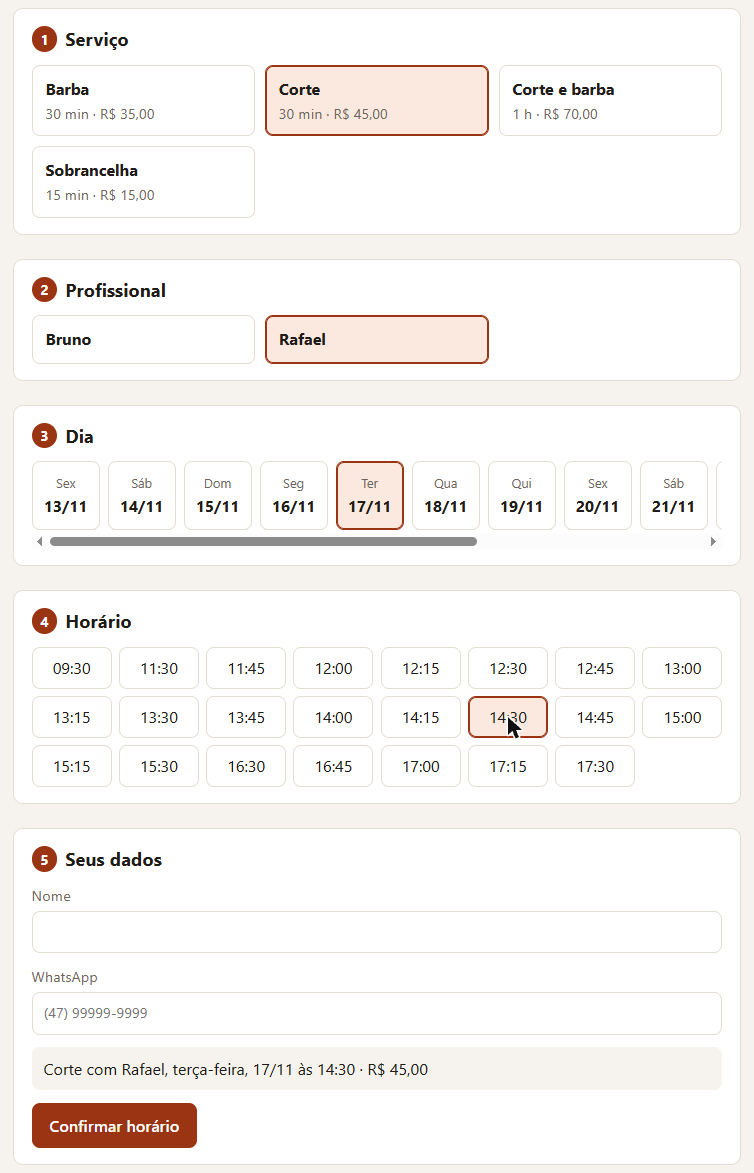 1 Serviço
Barba
30 min · R$ 35,00
Corte
30 min · R$ 45,00
Corte e barba
1 h · R$ 70,00
Sobrancelha
15 min · R$ 15,00
2 Profissional
Bruno
Rafael
3 Dia
Sex
13/11
Sáb
14/11
Dom
15/11
Seg
16/11
Ter
17/11
Qua
18/11
Qui
19/11
Sex
20/11
Sáb
21/11
4 Horário
09:30 11:30 11:45 12:00 12:15 12:30 12:45 13:00
13:15 13:30 13:45 14:00 14:15 14:30 14:45 15:00
15:15 15:30 16:30 16:45 17:00 17:15 17:30
5 Seus dados
Nome
WhatsApp
(47) 99999-9999
Corte com Rafael, terça-feira, 17/11 às 14:30 · R$ 45,00
Confirmar horário